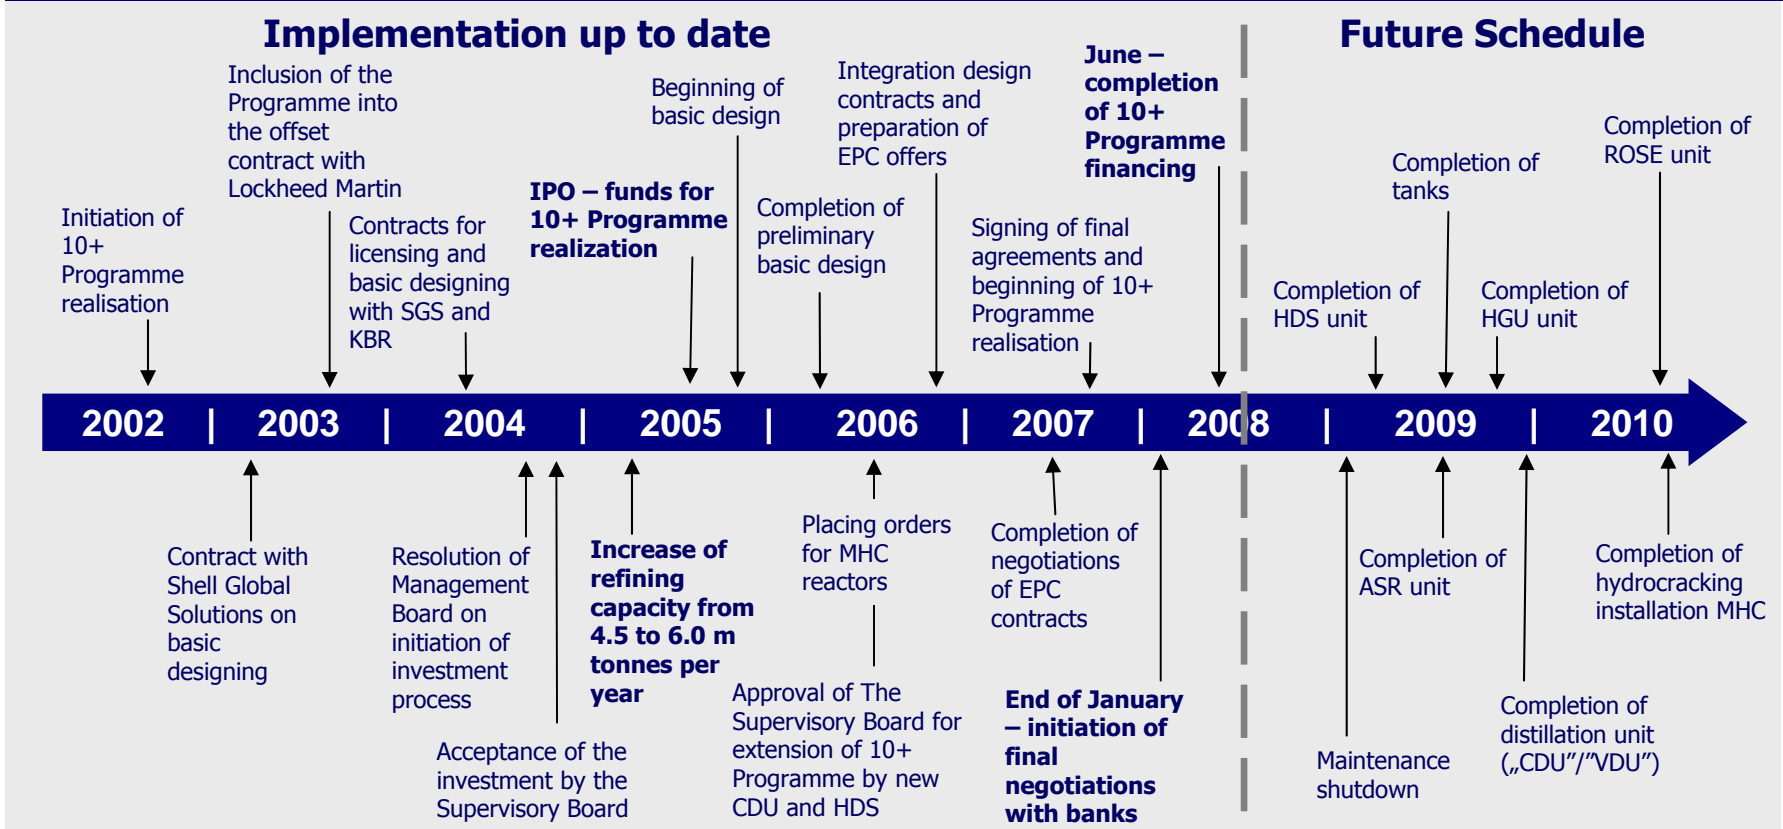 Implementation up to date
Future Schedule
Initiation of
10+
Programme
realisation
Inclusion of the
Programme into
the offset
contract with
Lockheed Martin
Contracts for
licensing and
basic designing
with SGS and
KBR
IPO – funds for
10+ Programme
realization
Beginning of
basic design
Completion of
preliminary
basic design
Integration design
contracts and
preparation of
EPC offers
Signing of final
agreements and
beginning of 10+
Programme
realisation
June –
completion
of 10+
Programme
financing
Completion of
HDS unit
Completion of
tanks
Completion of
HGU unit
Completion of
ROSE unit
2002 | 2003 | 2004 | 2005 | 2006 | 2007 | 2008 | 2009 | 2010
Contract with
Shell Global
Solutions on
basic
designing
Resolution of
Management
Board on
initiation of
investment
process
Acceptance of the
investment by the
Supervisory Board
Increase of
refining
capacity from
4.5 to 6.0 m
tonnes per
year
Placing orders
for MHC
reactors
Approval of The
Supervisory Board for
extension of 10+
Programme by new
CDU and HDS
Completion of
negotiations
of EPC
contracts
End of January
– initiation of
final
negotiations
with banks
Maintenance
shutdown
Completion of
ASR unit
Completion of
distillation unit
(„CDU”/”VDU”)
Completion of
hydrocracking
installation MHC